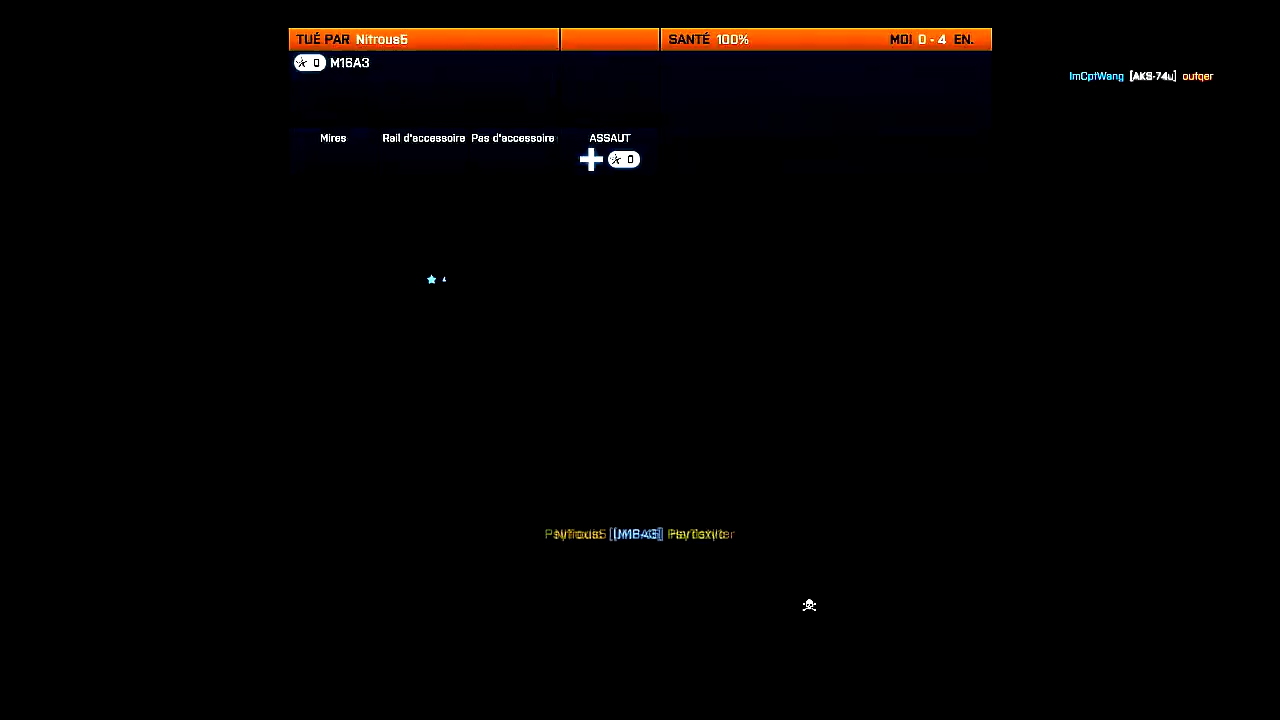 TUÉ PAR Nitrous5 SANTÉ 100% MOI 0 - 4 EN.
0 M16A3
ImCptWang [AKS-74u] outqer
Mires Rail d'accessoire Pas d'accessoire ASSAUT
0